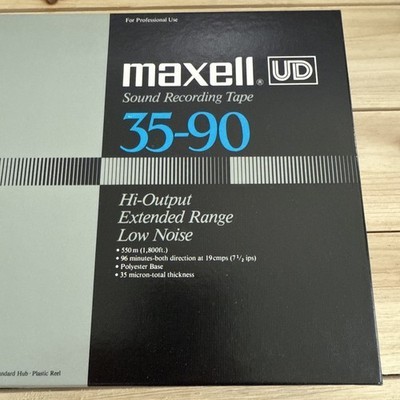 For Professional Use
maxell® UD
Sound Recording Tape
35-90
Hi-Output
Extended Range
Low Noise
• 550 m (1,800ft.)
• 96 minutes-both direction at 19cmps (7½ ips)
• Polyester Base
• 35 micron-total thickness
Hub · Plastic Reel